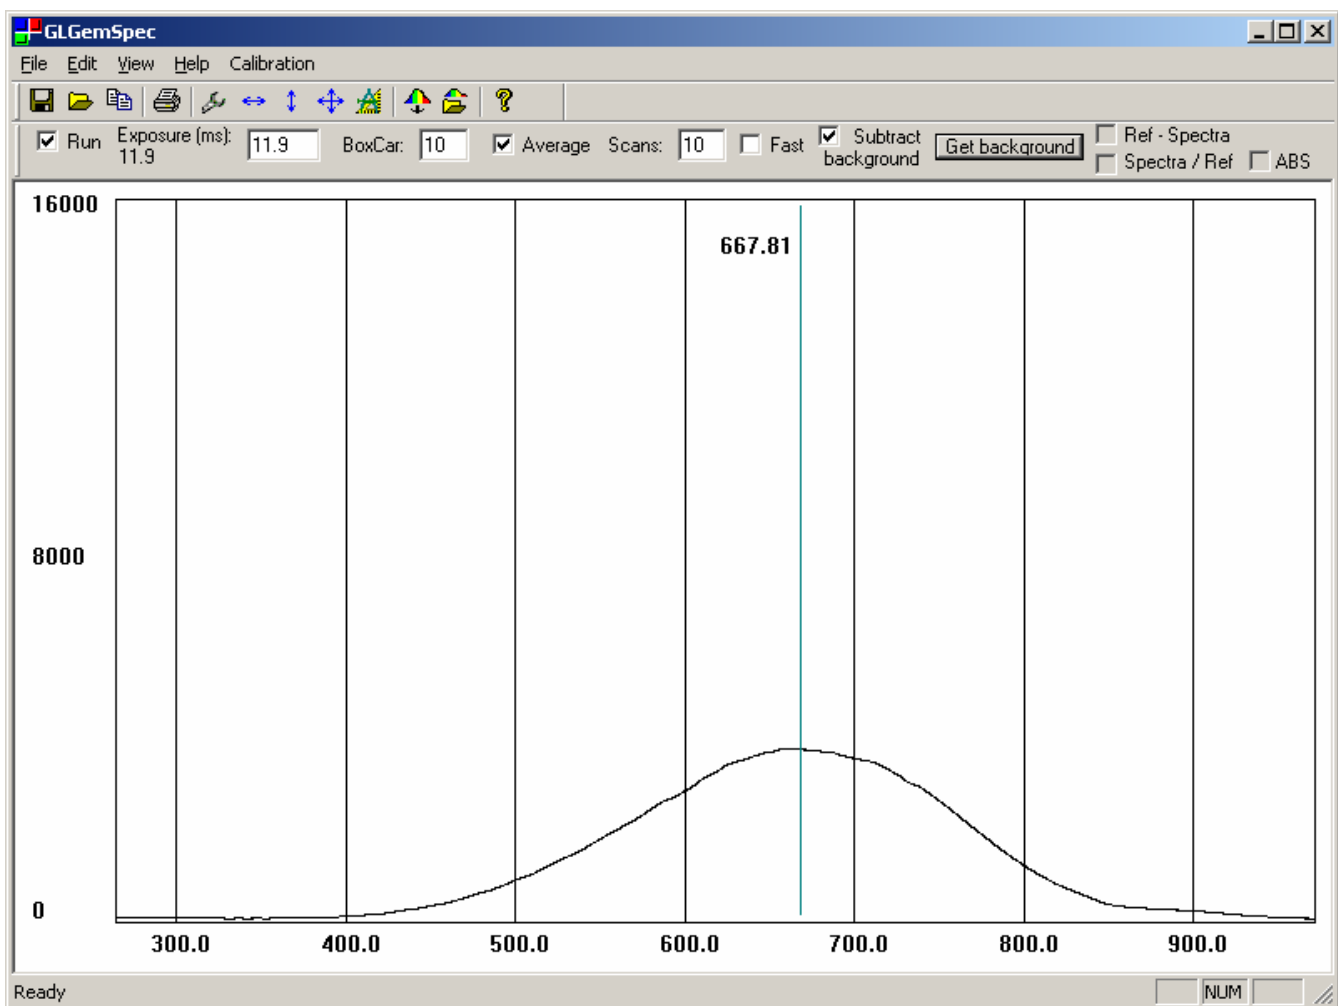 GLGemSpec
File Edit View Help Calibration
Run Exposure (ms): 11.9 11.9 BoxCar: 10 Average Scans: 10 Fast Subtract background Get background Ref - Spectra
Spectra / Ref ABS
16000
667.81
8000
0
300.0 400.0 500.0 600.0 700.0 800.0 900.0
Ready NUM